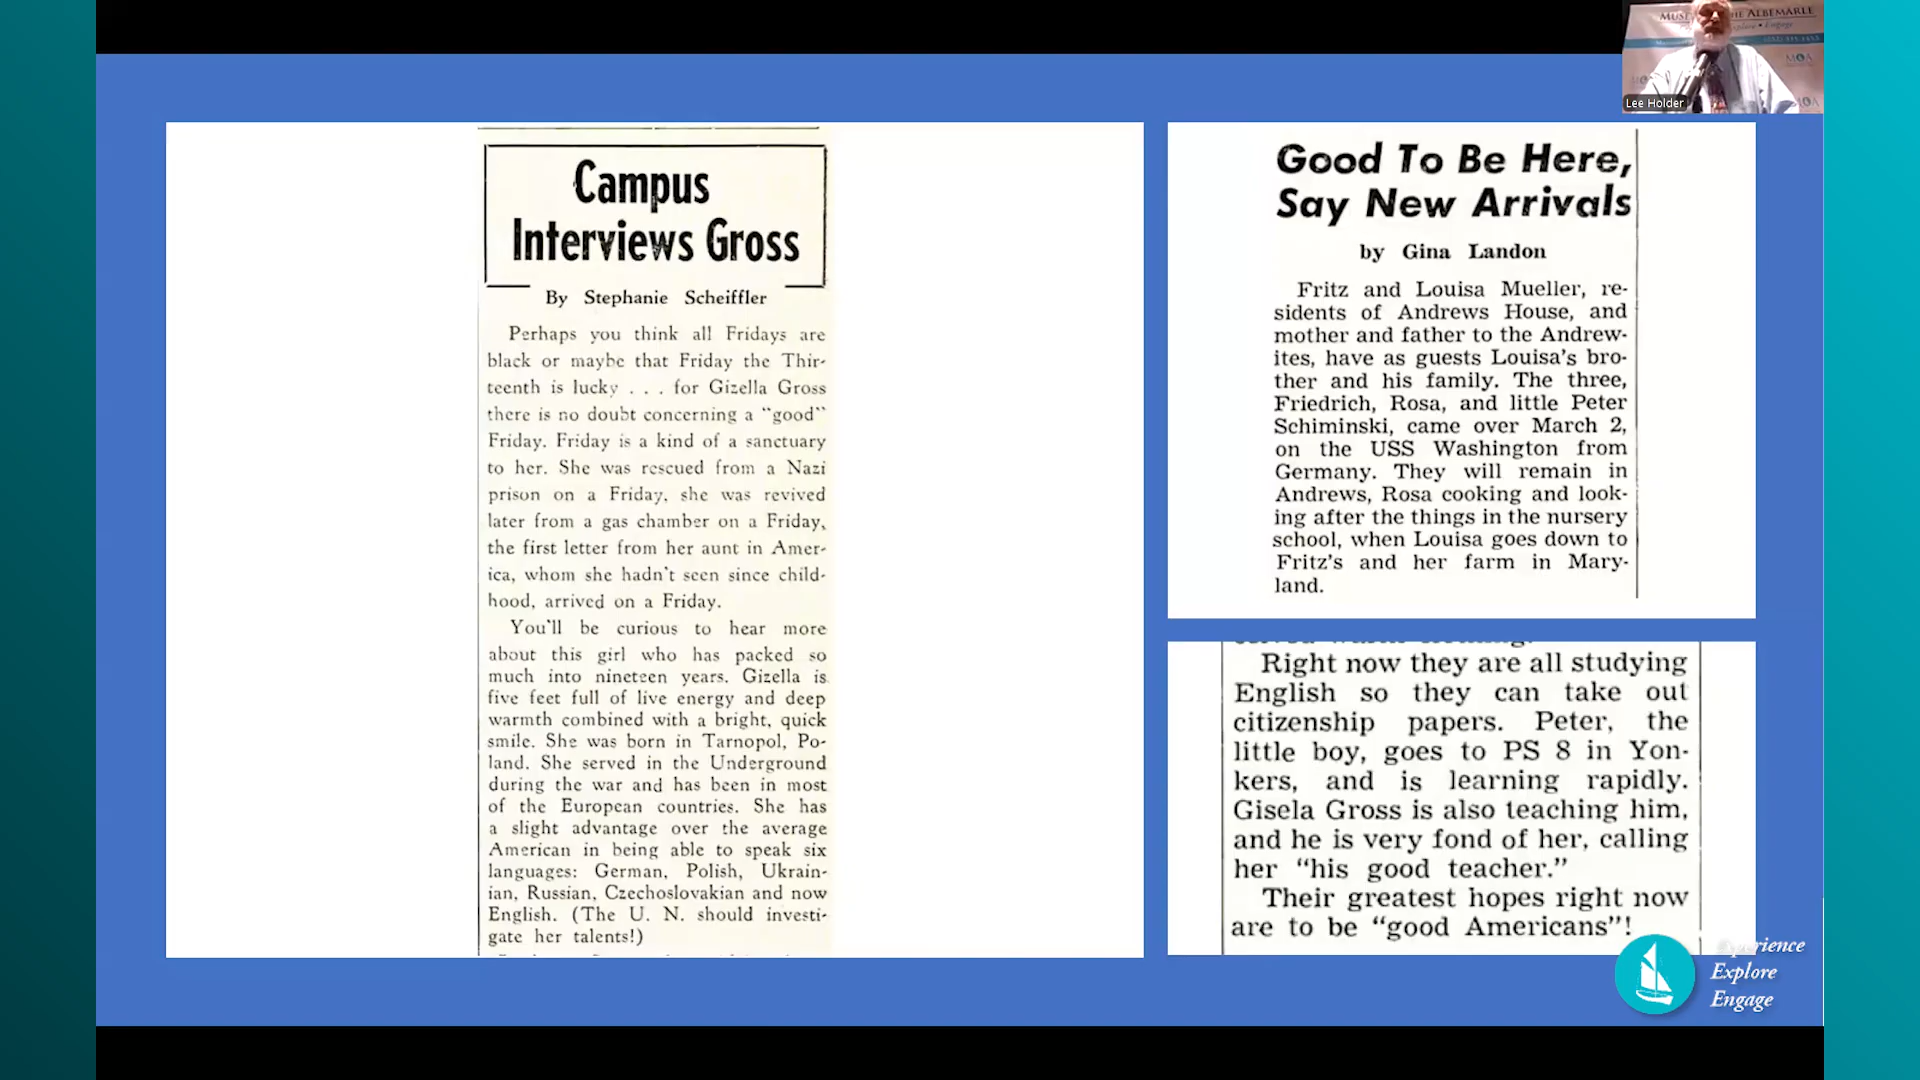 Campus
Interviews Gross
By Stephanie Scheiffler
Perhaps you think all Fridays are
black or maybe that Friday the Thir-
teenth is lucky . . . for Gizella Gross
there is no doubt concerning a "good"
Friday. Friday is a kind of a sanctuary
to her. She was rescued from a Nazi
prison on a Friday, she was revived
later from a gas chamber on a Friday,
the first letter from her aunt in Amer-
ica, whom she hadn't seen since child-
hood, arrived on a Friday.
You'll be curious to hear more
about this girl who has packed so
much into nineteen years. Gizella is
five feet full of live energy and deep
warmth combined with a bright, quick
smile. She was born in Tarnopol, Po-
land. She served in the Underground
during the war and has been in most
of the European countries. She has
a slight advantage over the average
American in being able to speak six
languages: German, Polish, Ukrain-
ian, Russian, Czechoslovakian and now
English. (The U. N. should investi-
gate her talents!)
Good To Be Here,
Say New Arrivals
by Gina Landon
Fritz and Louisa Mueller, re-
sidents of Andrews House, and
mother and father to the Andrew-
ites, have as guests Louisa's bro-
ther and his family. The three,
Friedrich, Rosa, and little Peter
Schiminski, came over March 2,
on the USS Washington from
Germany. They will remain in
Andrews, Rosa cooking and look-
ing after the things in the nursery
school, when Louisa goes down to
Fritz's and her farm in Mary-
land.
Right now they are all studying
English so they can take out
citizenship papers. Peter, the
little boy, goes to PS 8 in Yon-
kers, and is learning rapidly.
Gisela Gross is also teaching him,
and he is very fond of her, calling
her "his good teacher."
Their greatest hopes right now
are to be "good Americans"!
Lee Holder
Experience
Explore
Engage